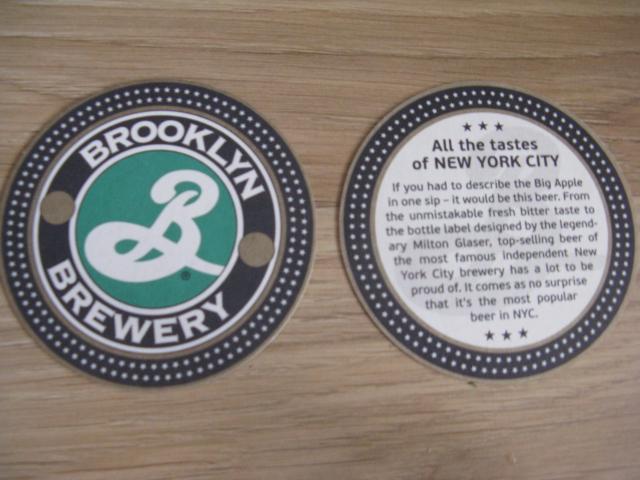 BROOKLYN
B
®
BREWERY
All the tastes
of NEW YORK CITY
If you had to describe the Big Apple
in one sip – it would be this beer. From
the unmistakable fresh bitter taste to
the bottle label designed by the legend-
ary Milton Glaser, top-selling beer of
the most famous independent New
York City brewery has a lot to be
proud of. It comes as no surprise
that it's the most popular
beer in NYC.